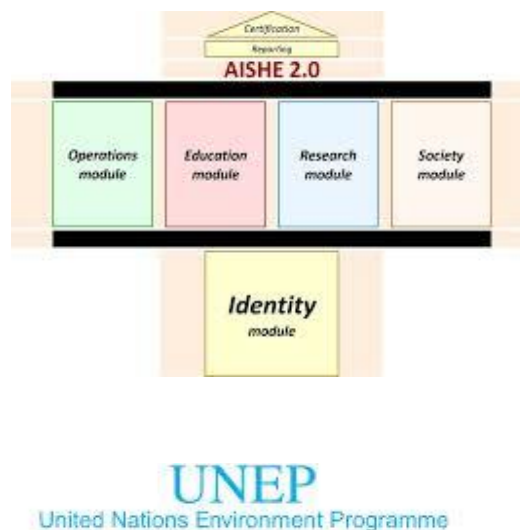 Certification
Reporting
AISHE 2.0
Operations module
Education module
Research module
Society module
Identity
module
UNEP
United Nations Environment Programme